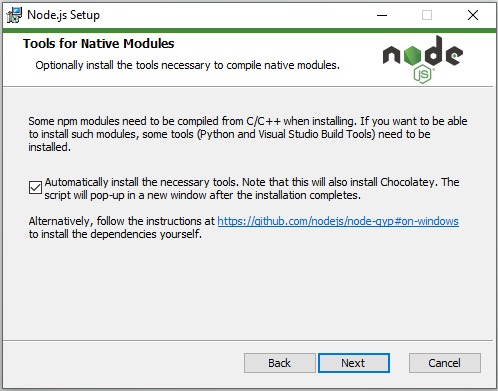 Node.js Setup
Tools for Native Modules
Optionally install the tools necessary to compile native modules.
node
JS
Some npm modules need to be compiled from C/C++ when installing. If you want to be able
to install such modules, some tools (Python and Visual Studio Build Tools) need to be
installed.
Automatically install the necessary tools. Note that this will also install Chocolatey. The
script will pop-up in a new window after the installation completes.
Alternatively, follow the instructions at https://github.com/nodejs/node-gyp#on-windows
to install the dependencies yourself.
Back
Next
Cancel